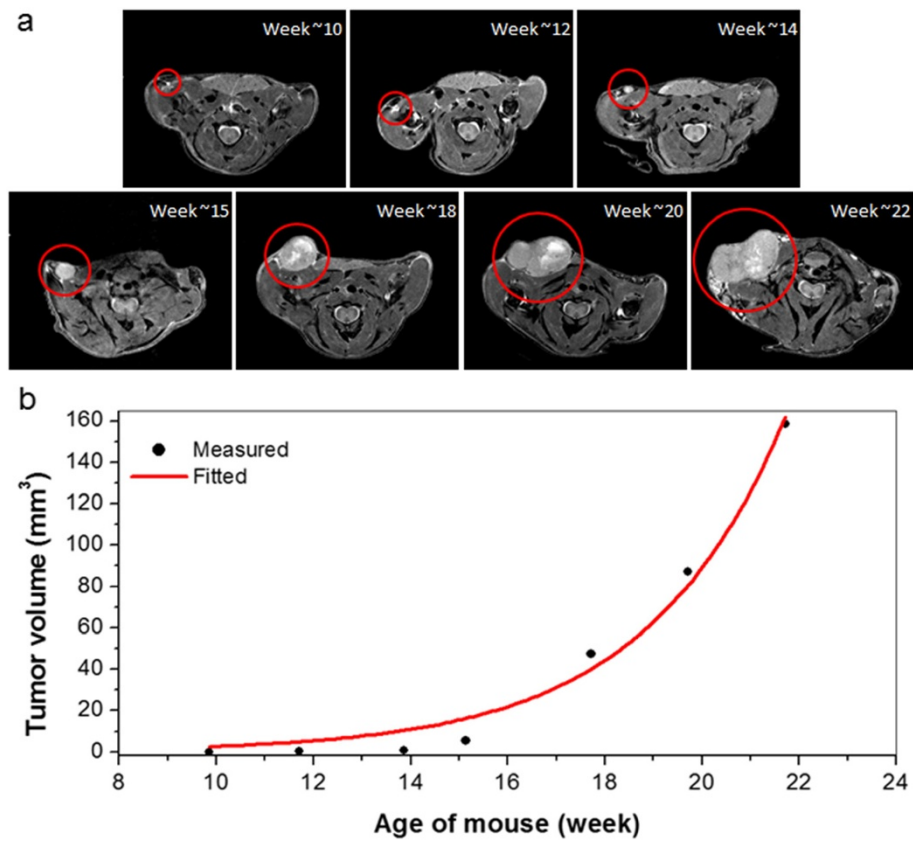 a
Week~10
Week~12
Week~14
Week~15
Week~18
Week~20
Week~22
b
160
140
120
100
80
60
40
20
0
Measured
Fitted
Tumor volume (mm³)
8 10 12 14 16 18 20 22 24
Age of mouse (week)